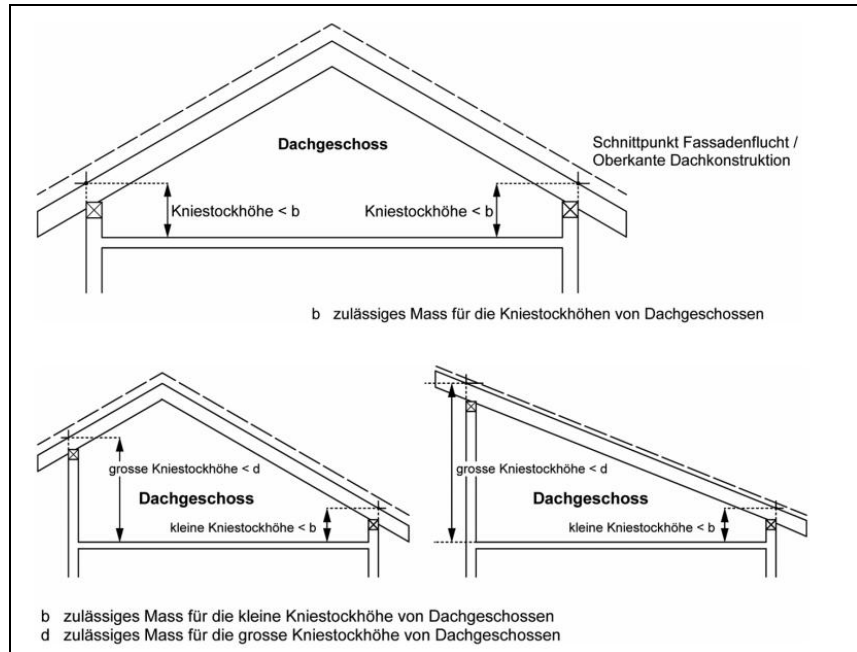 Dachgeschoss
Schnittpunkt Fassadenflucht /
Oberkante Dachkonstruktion
Kniestockhöhe < b
Kniestockhöhe < b
b zulässiges Mass für die Kniestockhöhen von Dachgeschossen
grosse Kniestockhöhe < d
Dachgeschoss
kleine Kniestockhöhe < b
grosse Kniestockhöhe < d
Dachgeschoss
kleine Kniestockhöhe < b
b zulässiges Mass für die kleine Kniestockhöhe von Dachgeschossen
d zulässiges Mass für die grosse Kniestockhöhe von Dachgeschossen